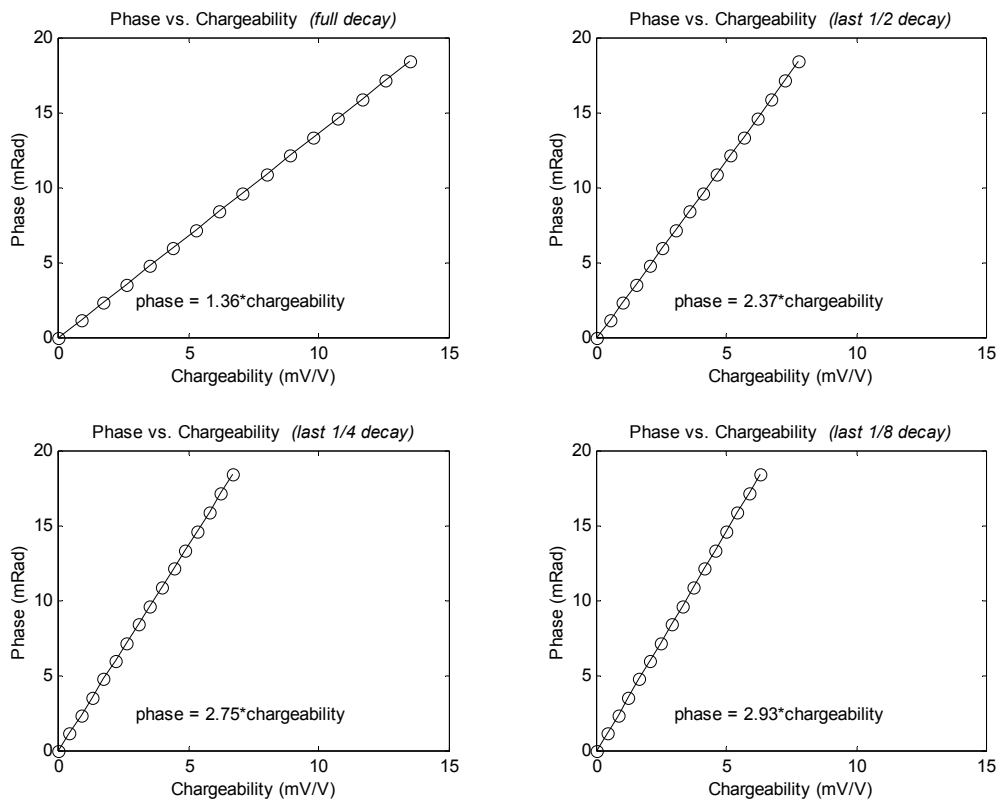 Phase vs. Chargeability (full decay)
20
15
10
5
0
Phase (mRad)
phase = 1.36*chargeability
0 5 10 15
Chargeability (mV/V)
Phase vs. Chargeability (last 1/2 decay)
20
15
10
5
0
Phase (mRad)
phase = 2.37*chargeability
0 5 10 15
Chargeability (mV/V)
Phase vs. Chargeability (last 1/4 decay)
20
15
10
5
0
Phase (mRad)
phase = 2.75*chargeability
0 5 10 15
Chargeability (mV/V)
Phase vs. Chargeability (last 1/8 decay)
20
15
10
5
0
Phase (mRad)
phase = 2.93*chargeability
0 5 10 15
Chargeability (mV/V)